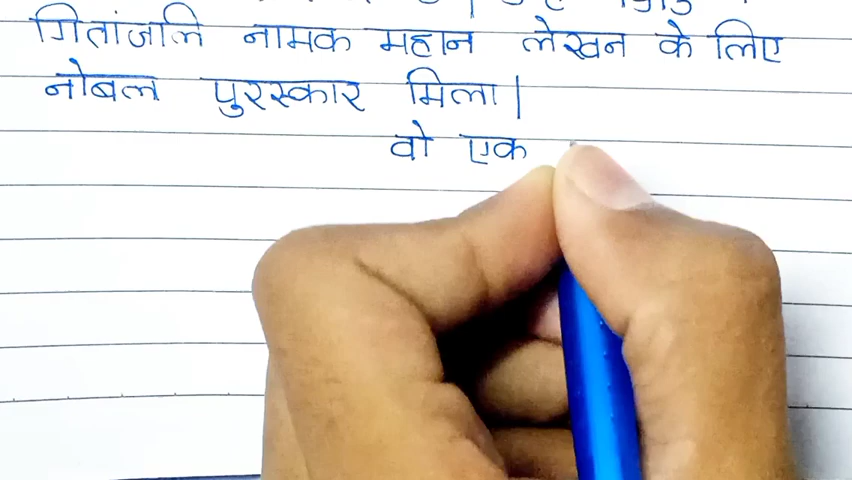 गितांजलि नामक महान लेखन के लिए
नोबल पुरस्कार मिला|
वो एक